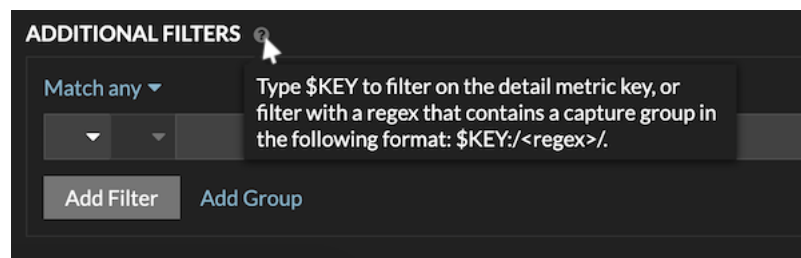 ADDITIONAL FILTERS ?
Match any
Type $KEY to filter on the detail metric key, or
filter with a regex that contains a capture group in
the following format: $KEY:/<regex>/.
Add Filter Add Group